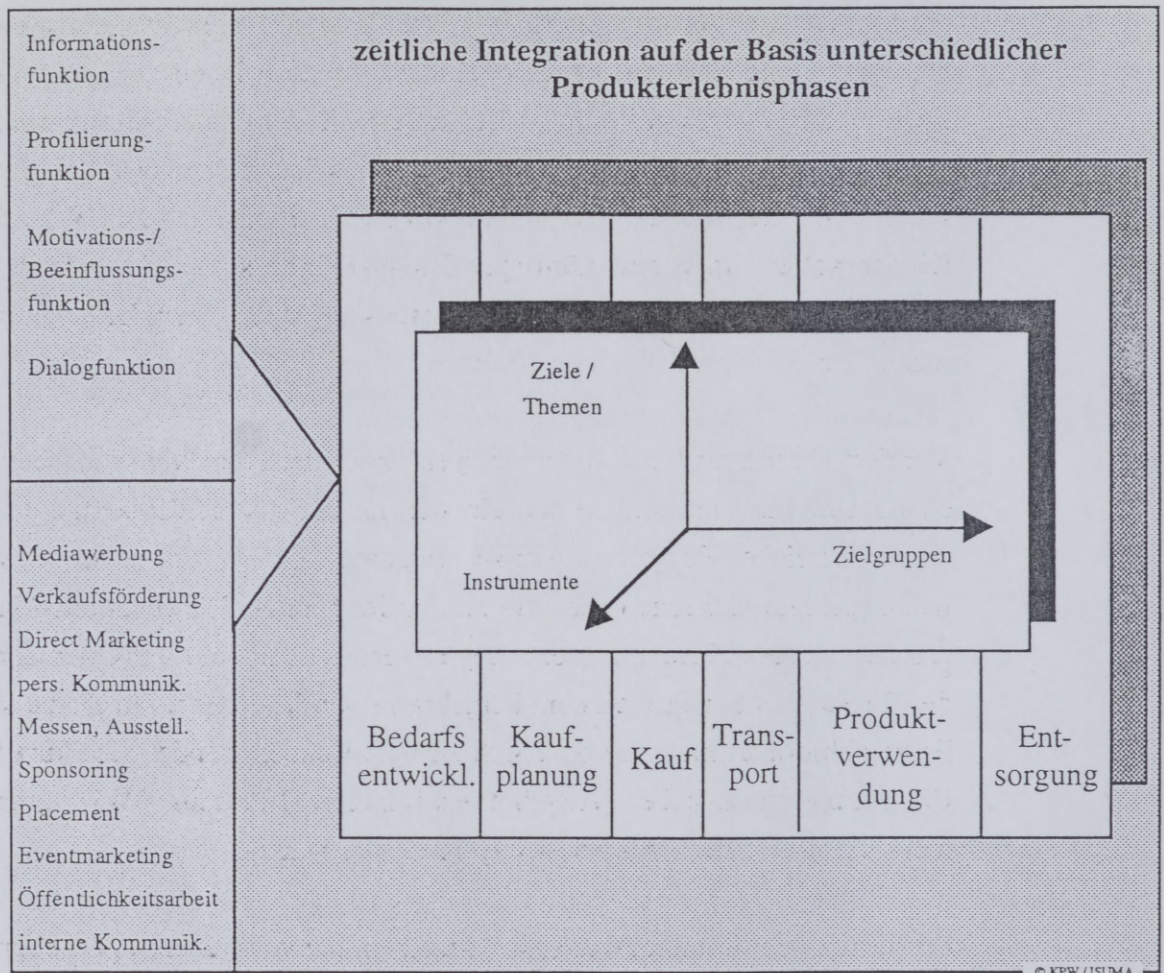 Informations-
funktion
Profilierung-
funktion
Motivations-/
Beeinflussungs-
funktion
Dialogfunktion
Mediawerbung
Verkaufsförderung
Direct Marketing
pers. Kommunik.
Messen, Ausstell.
Sponsoring
Placement
Eventmarketing
Öffentlichkeitsarbeit
interne Kommunik.
zeitliche Integration auf der Basis unterschiedlicher
Produkterlebnisphasen
Ziele /
Themen
Zielgruppen
Instrumente
Bedarfs
entwickl.
Kauf-
planung
Kauf
Trans-
port
Produkt-
verwen-
dung
Ent-
sorgung